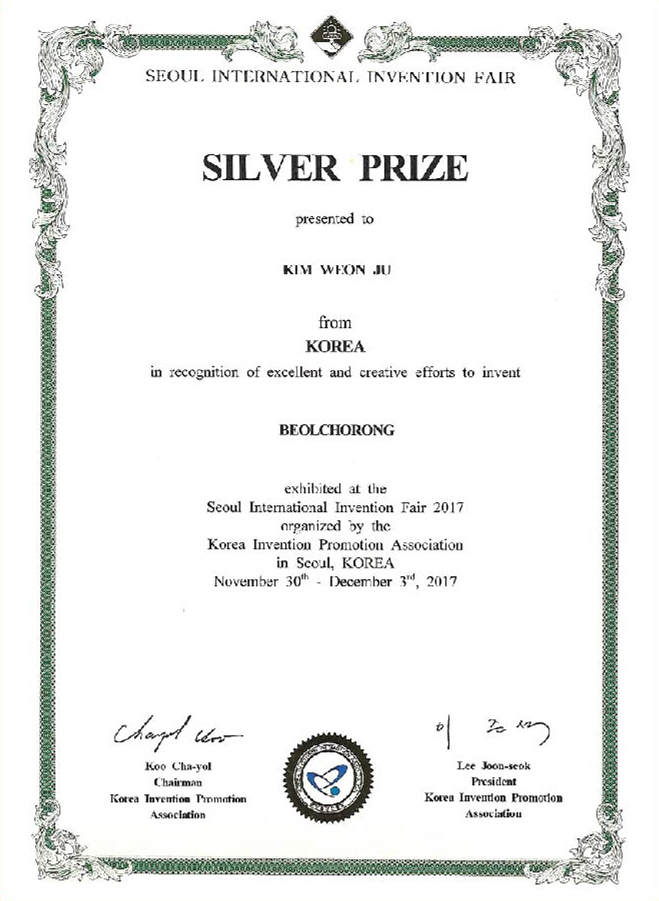 SEOUL INTERNATIONAL INVENTION FAIR
SILVER PRIZE
presented to
KIM WEON JU
from
KOREA
in recognition of excellent and creative efforts to invent
BEOLCHORONG
exhibited at the
Seoul International Invention Fair 2017
organized by the
Korea Invention Promotion Association
in Seoul, KOREA
November 30th - December 3rd, 2017
Koo Cha-yol
Chairman
Korea Invention Promotion
Association
Lee Joon-seok
President
Korea Invention Promotion
Association